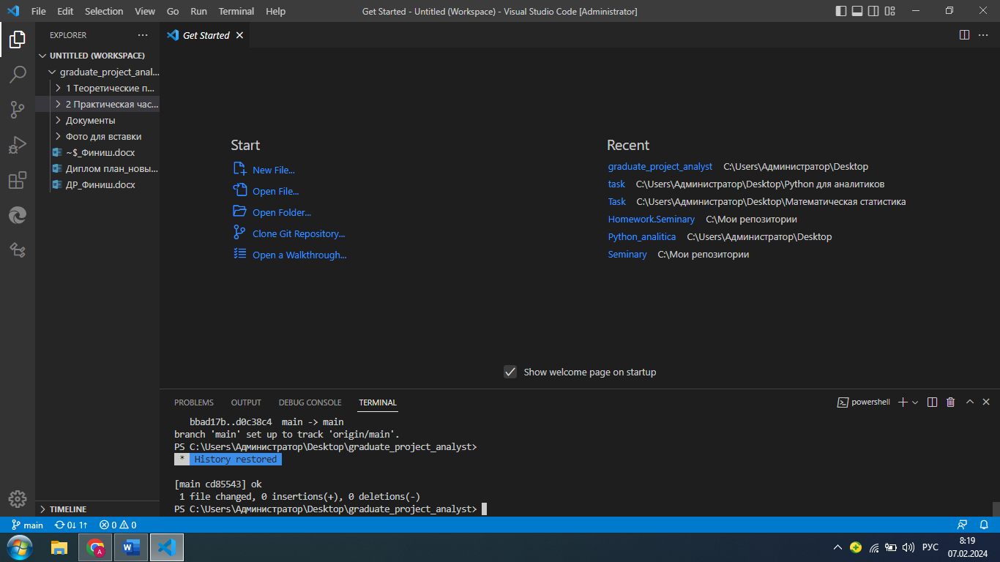 File Edit Selection View Go Run Terminal Help
Get Started - Untitled (Workspace) - Visual Studio Code [Administrator]
EXPLORER
UNTITLED (WORKSPACE)
graduate_project_anal...
1 Теоретические п...
2 Практическая час...
Документы
Фото для вставки
~$_Финиш.docx
Диплом план_новы...
ДР_Финиш.docx
TIMELINE
Get Started
Start
New File...
Open File...
Open Folder...
Clone Git Repository...
Open a Walkthrough...
Recent
graduate_project_analyst C:\Users\Администратор\Desktop
task C:\Users\Администратор\Desktop\Python для аналитиков
Task C:\Users\Администратор\Desktop\Математическая статистика
Homework.Seminary C:\Мои репозитории
Python_analitica C:\Users\Администратор\Desktop
Seminary C:\Мои репозитории
Show welcome page on startup
PROBLEMS OUTPUT DEBUG CONSOLE TERMINAL
powershell
bbad17b..d0c38c4 main -> main
branch 'main' set up to track 'origin/main'.
PS C:\Users\Администратор\Desktop\graduate_project_analyst>
* History restored
[main cd85543] ok
1 file changed, 0 insertions(+), 0 deletions(-)
PS C:\Users\Администратор\Desktop\graduate_project_analyst>
main 0↓ 1↑ 0 0
A W РУС
8:19
07.02.2024